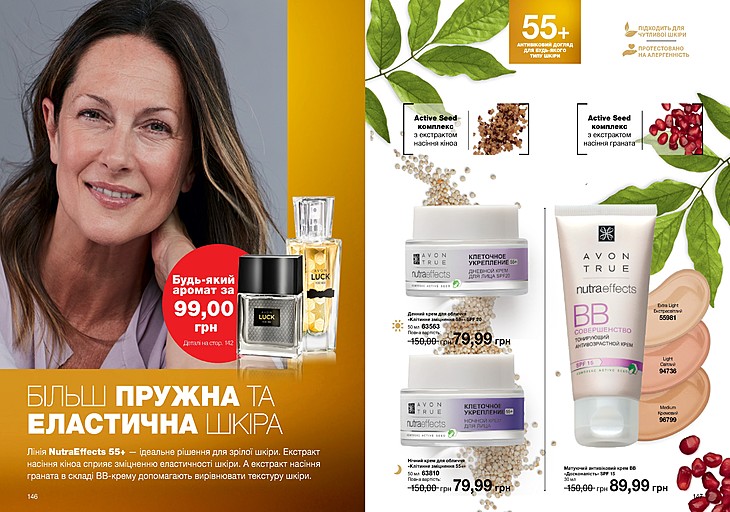 Будь-який
аромат за
99,00
грн
Деталі на стор. 142
AVON
LUCK
FOR HIM
AVON
LUCK
БІЛЬШ ПРУЖНА ТА
ЕЛАСТИЧНА ШКІРА
Лінія NutraEffects 55+ — ідеальне рішення для зрілої шкіри. Екстракт
насіння кіноа сприяє зміцненню еластичності шкіри. А екстракт насіння
граната в складі BB-крему допомагають вирівнювати текстуру шкіри.
146
55+
АНТИВІКОВИЙ ДОГЛЯД
ДЛЯ БУДЬ-ЯКОГО
ТИПУ ШКІРИ
ПІДХОДИТЬ ДЛЯ
ЧУТЛИВОЇ ШКІРИ
ПРОТЕСТОВАНО
НА АЛЕРГЕННІСТЬ
Active Seed
комплекс
з екстрактом
насіння кіноа
Active Seed
комплекс
з екстрактом
насіння граната
AVON
TRUE
nutraeffects
КЛЕТОЧНОЕ
УКРЕПЛЕНИЕ 55+
ДНЕВНОЙ КРЕМ
ДЛЯ ЛИЦА SPF20
Денний крем для обличчя
«Клітинне зміцнення 55+» SPF 20
50 мл 63563
Повна вартість:
150,00 грн 79,99 грн
AVON
TRUE
nutraeffects
КЛЕТОЧНОЕ
УКРЕПЛЕНИЕ 55+
НОЧНОЙ КРЕМ
ДЛЯ ЛИЦА
Нічний крем для обличчя
«Клітинне зміцнення 55+»
50 мл 63810
Повна вартість:
150,00 грн 79,99 грн
AVON
TRUE
nutraeffects
BB
СОВЕРШЕНСТВО
ТОНИРУЮЩИЙ
АНТИВОЗРАСТНОЙ КРЕМ
SPF 15
Extra Light
Екстрасвітлий
55981
Light
Світлий
94736
Medium
Кремовий
96799
Матуючий антивіковий крем BB
«Досконалість» SPF 15
30 мл
150,00 грн 89,99 грн
147